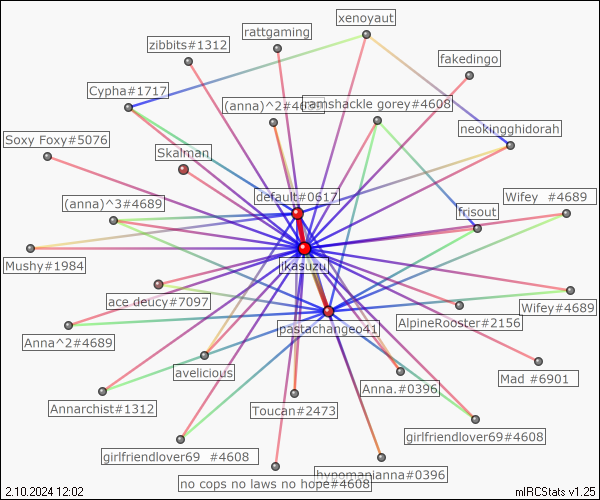 xenoyaut
rattgaming
zibbits#1312
fakedingo
Cypha#1717
(anna)^2#4689
ramshackle gorey#4608
neokingghidorah
Soxy Foxy#5076
Skalman
default#0617
Wifey #4689
(anna)^3#4689
frisout
Mushy#1984
ikasuzu
ace deucy#7097
Wifey#4689
AlpineRooster#2156
pastachangeo41
Anna^2#4689
avelicious
Mad #6901
Anna.#0396
Annarchist#1312
Toucan#2473
girlfriendlover69#4608
girlfriendlover69 #4608
hypomanianna#0396
no cops no laws no hope#4608
2.10.2024 12:02
mIRCStats v1.25